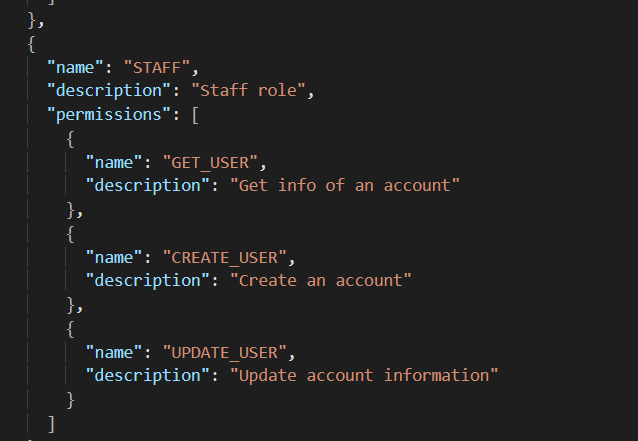 ]
},
{
"name": "STAFF",
"description": "Staff role",
"permissions": [
{
"name": "GET_USER",
"description": "Get info of an account"
},
{
"name": "CREATE_USER",
"description": "Create an account"
},
{
"name": "UPDATE_USER",
"description": "Update account information"
}
]